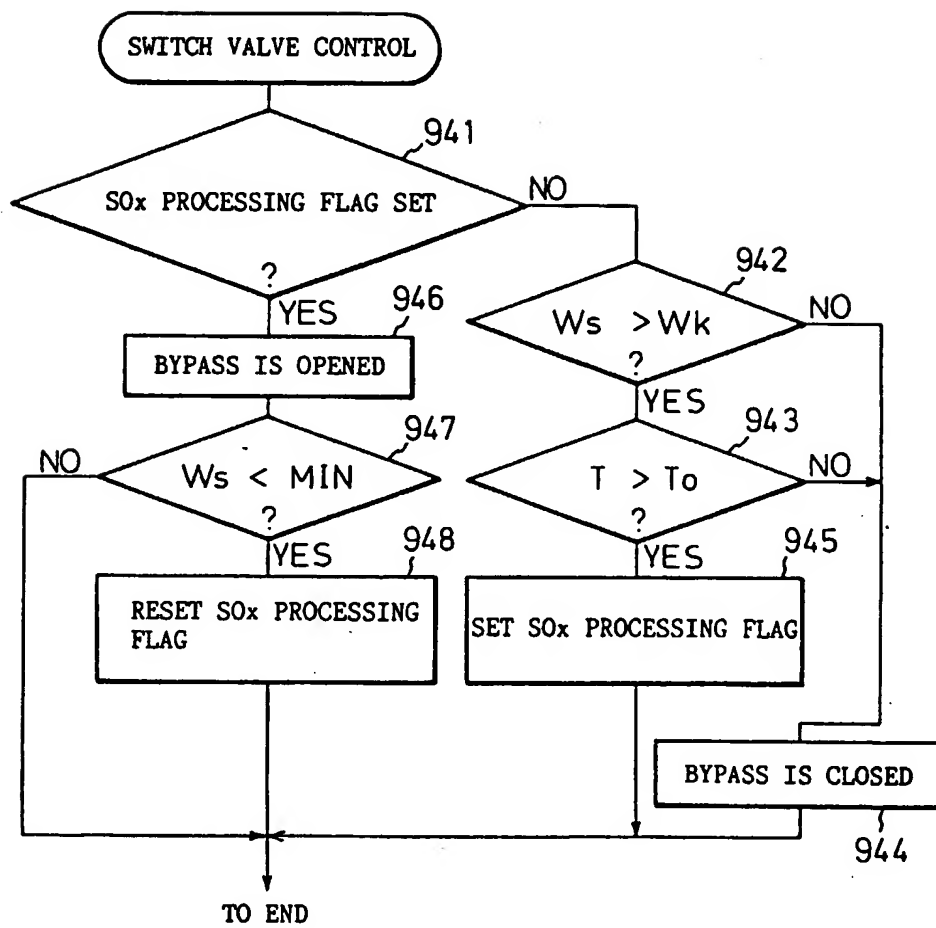 SWITCH VALVE CONTROL
941
SOx PROCESSING FLAG SET
?
NO
YES
946
BYPASS IS OPENED
942
Ws > Wk
?
NO
YES
947
Ws < MIN
?
NO
YES
943
T > To
?
NO
YES
948
RESET SOx PROCESSING
FLAG
945
SET SOx PROCESSING FLAG
BYPASS IS CLOSED
944
TO END